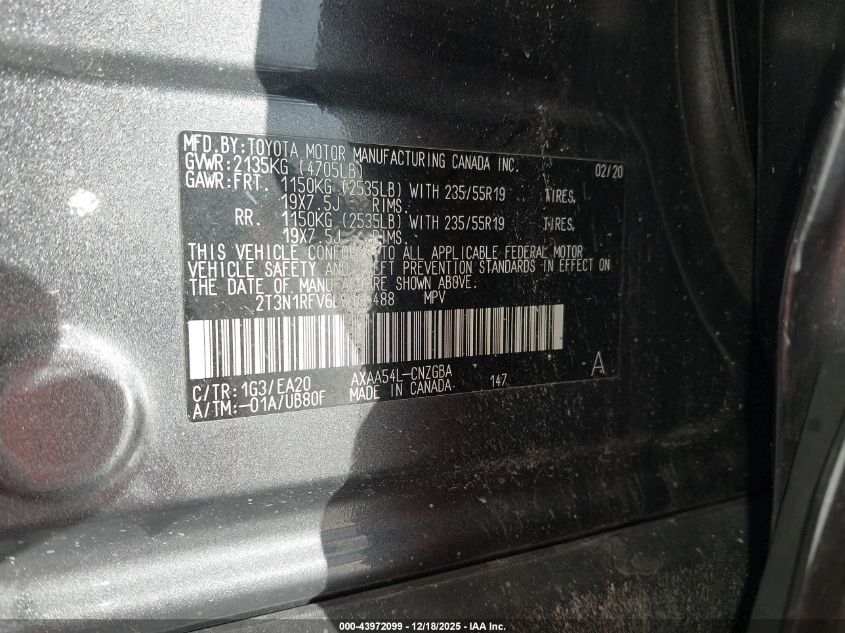 MFD.BY:TOYOTA MOTOR MANUFACTURING CANADA INC. 02/20
GVWR:2135KG (4705LB)
GAWR:FRT. 1150KG (2535LB) WITH 235/55R19 TIRES,
19X7.5J RIMS,
RR. 1150KG (2535LB) WITH 235/55R19 TIRES,
19X7.5J RIMS,
THIS VEHICLE TO ALL APPLICABLE FEDERAL MOTOR
VEHICLE SAFETY AND PREVENTION STANDARDS IN EFFECT ON
THE DATE OF SHOWN ABOVE.
MPV
C/TR: 1G3/EA20 AXAA54L-CNZGBA 147
A/TM:-01A/UB80F MADE IN CANADA A
000-43972099 - 12/18/2025 - IAA Inc.